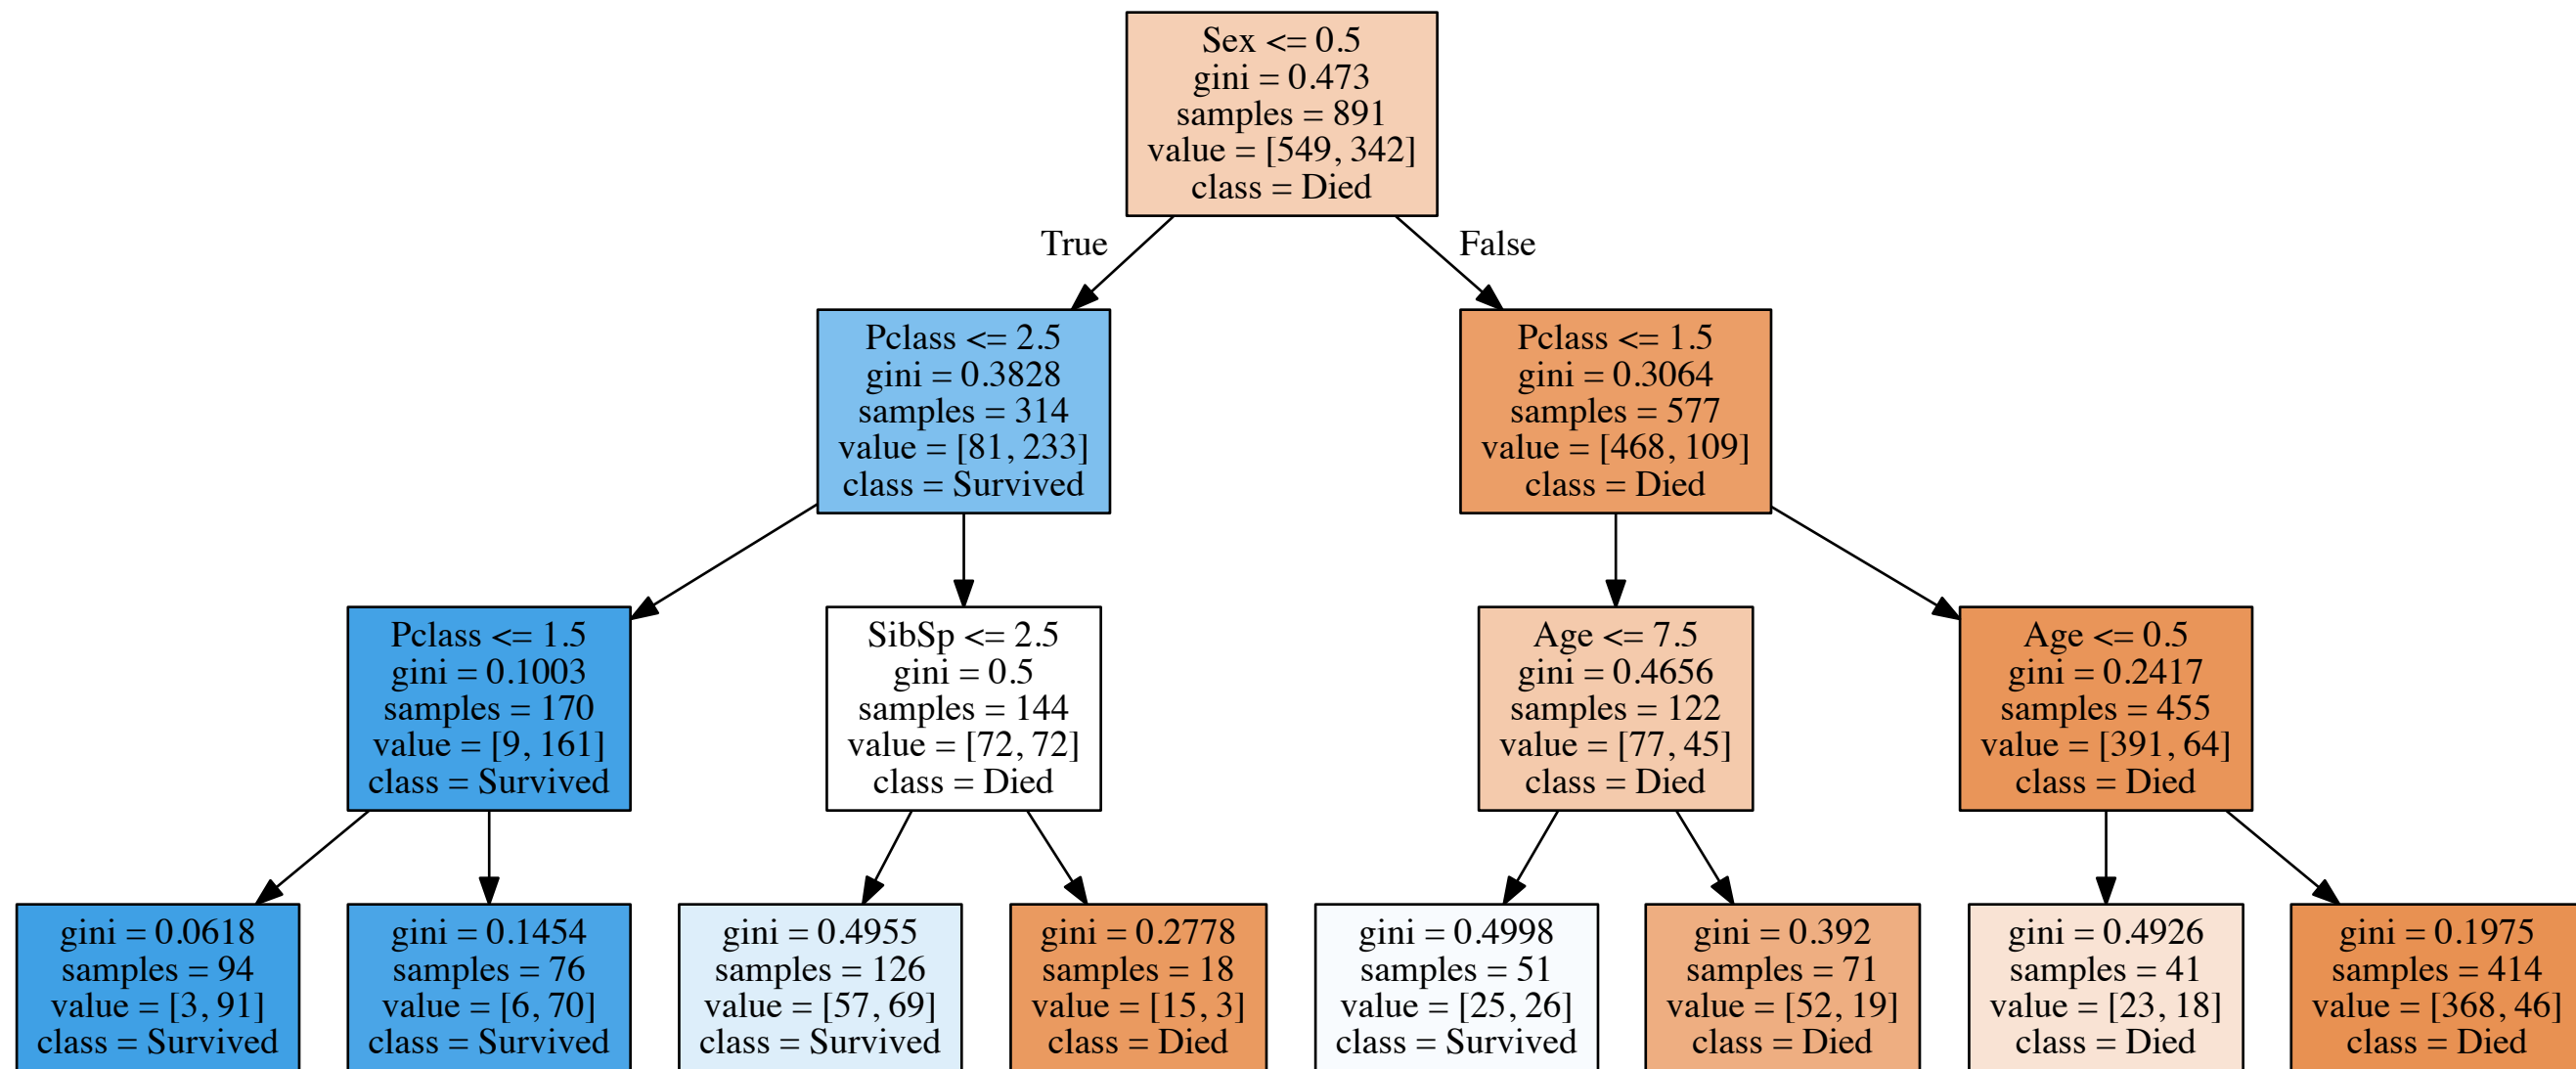 Sex <= 0.5
gini = 0.473
samples = 891
value = [549, 342]
class = Died
True
False
Pclass <= 2.5
gini = 0.3828
samples = 314
value = [81, 233]
class = Survived
Pclass <= 1.5
gini = 0.3064
samples = 577
value = [468, 109]
class = Died
Pclass <= 1.5
gini = 0.1003
samples = 170
value = [9, 161]
class = Survived
SibSp <= 2.5
gini = 0.5
samples = 144
value = [72, 72]
class = Died
Age <= 7.5
gini = 0.4656
samples = 122
value = [77, 45]
class = Died
Age <= 0.5
gini = 0.2417
samples = 455
value = [391, 64]
class = Died
gini = 0.0618
samples = 94
value = [3, 91]
class = Survived
gini = 0.1454
samples = 76
value = [6, 70]
class = Survived
gini = 0.4955
samples = 126
value = [57, 69]
class = Survived
gini = 0.2778
samples = 18
value = [15, 3]
class = Died
gini = 0.4998
samples = 51
value = [25, 26]
class = Survived
gini = 0.392
samples = 71
value = [52, 19]
class = Died
gini = 0.4926
samples = 41
value = [23, 18]
class = Died
gini = 0.1975
samples = 414
value = [368, 46]
class = Died